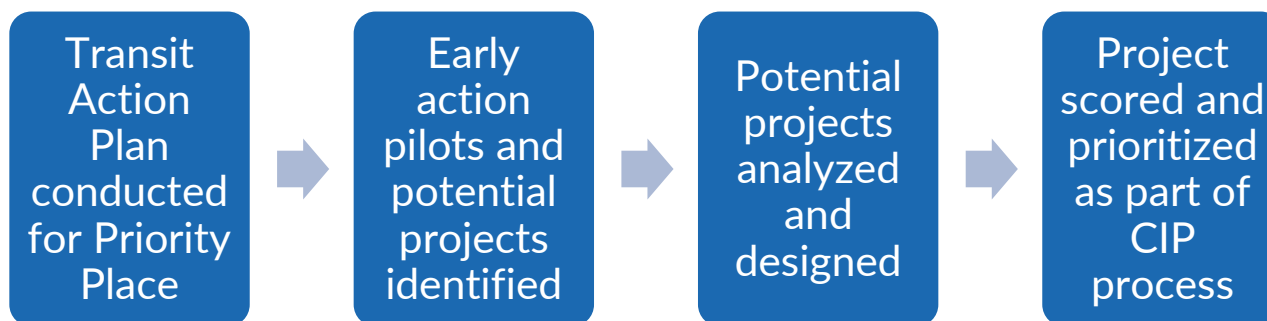 Transit
Action
Plan
conducted
for Priority
Place
Early
action
pilots and
potential
projects
identified
Potential
projects
analyzed
and
designed
Project
scored and
prioritized
as part of
CIP
process